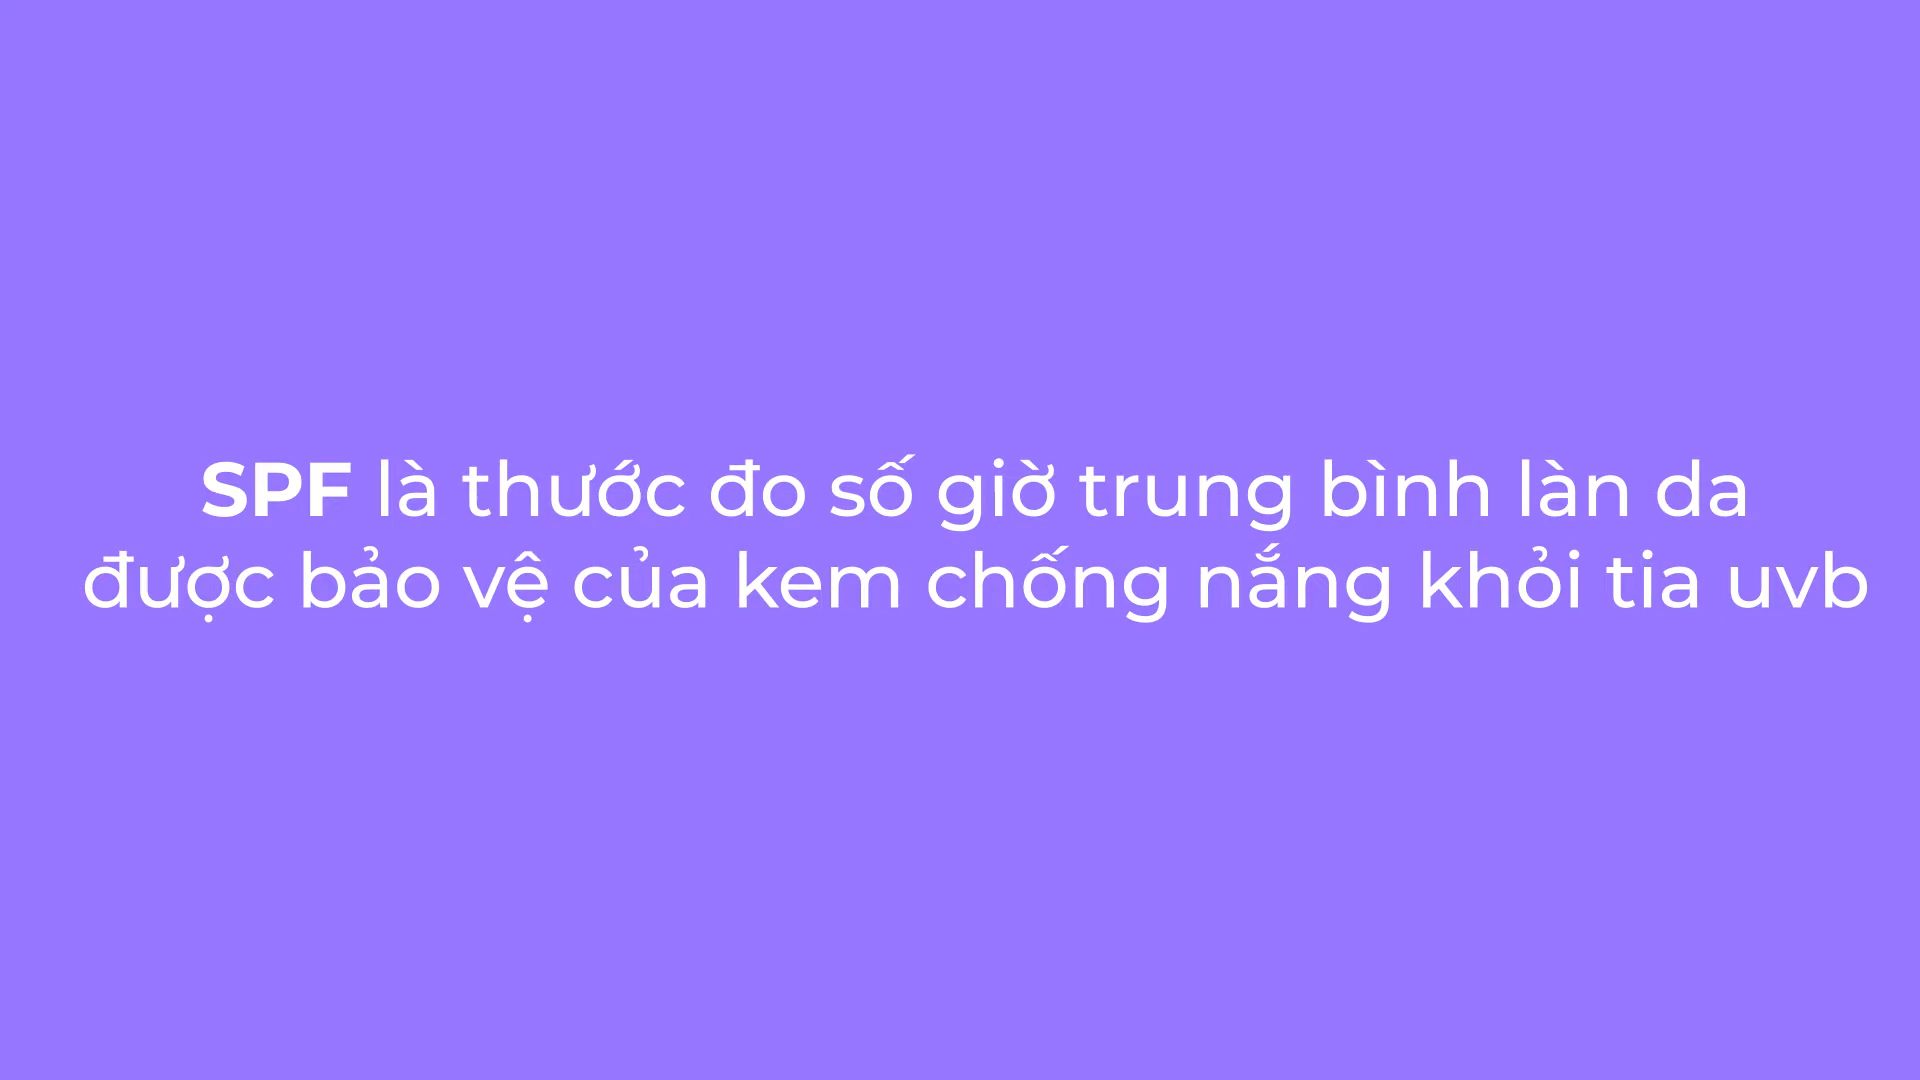 SPF là thước đo số giờ trung bình làn da
được bảo vệ của kem chống nắng khỏi tia uvb